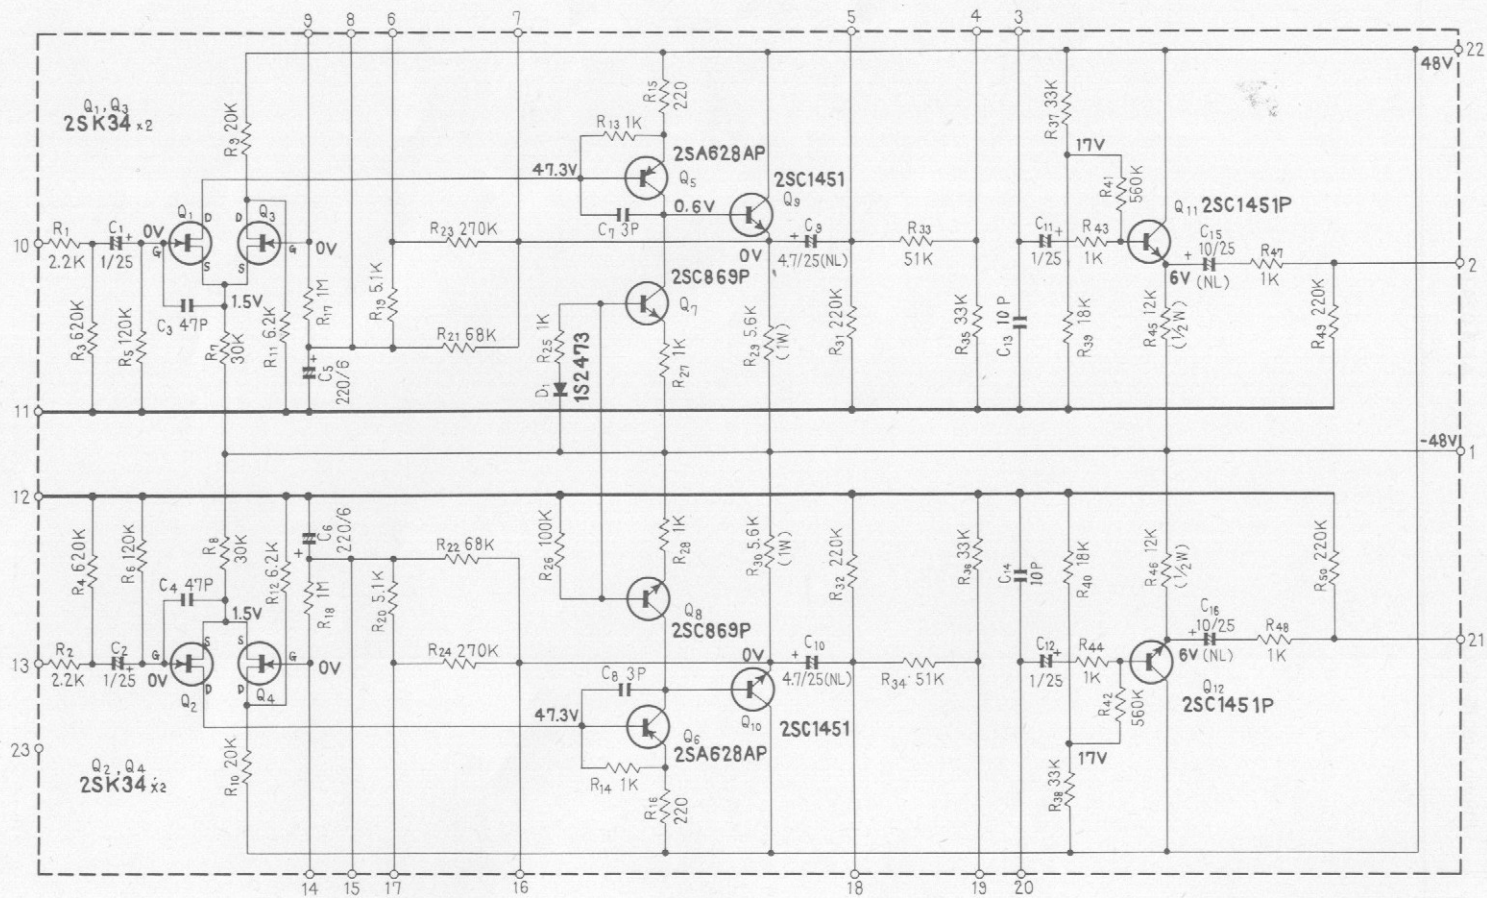 9 8 6 7 5 4 3
22
48V
Q1, Q3
2SK34 x2
R9 20K
R15 220
R13 1K
2SA628AP
47.3V
Q5
2SC1451
Q9
0.6V
C7 3P
R37 33K
17V
R41 560K
Q11 2SC1451P
10
R1
2.2K
C1 +
1/25
0V
Q1
D
G
S
D
Q3
S
G
0V
R23 270K
0V
+ C9
4.7/25(NL)
R33
51K
C11 +
1/25
R43
1K
+ C15
10/25
(NL)
6V
R47
1K
2
C3 47P
1.5V
R3 620K
R5 120K
R7 30K
R11 6.2K
R17 1M
+
C5 220/6
R19 5.1K
R21 68K
2SC869P
Q7
R25 1K
D1
1S2473
R27 1K
R29 5.6K (1W)
R31 220K
R35 33K
C13 10P
R39 18K
R45 12K (1/2W)
R49 220K
11
-48V
1
12
R4 620K
R6 120K
R8 30K
R12 6.2K
C6 220/6
+
R18 1M
R20 5.1K
R22 68K
R26 100K
R28 1K
R30 5.6K (1W)
R32 220K
R36 33K
C14 10P
R40 18K
R46 12K (1/2W)
R50 220K
C4 47P
1.5V
Q8
2SC869P
13
R2
2.2K
C2 +
1/25
0V
G
S
D
Q2
S
D
Q4
G
0V
R24 270K
0V
+ C10
4.7/25(NL)
R34 51K
C12 +
1/25
R44
1K
+ C16
10/25
(NL)
6V
R48
1K
21
C8 3P
47.3V
Q6
2SA628AP
Q10
2SC1451
R42 560K
Q12
2SC1451P
17V
23
Q2, Q4
2SK34 x2
R10 20K
R14 1K
R16 220
R38 33K
14 15 17 16 18 19 20